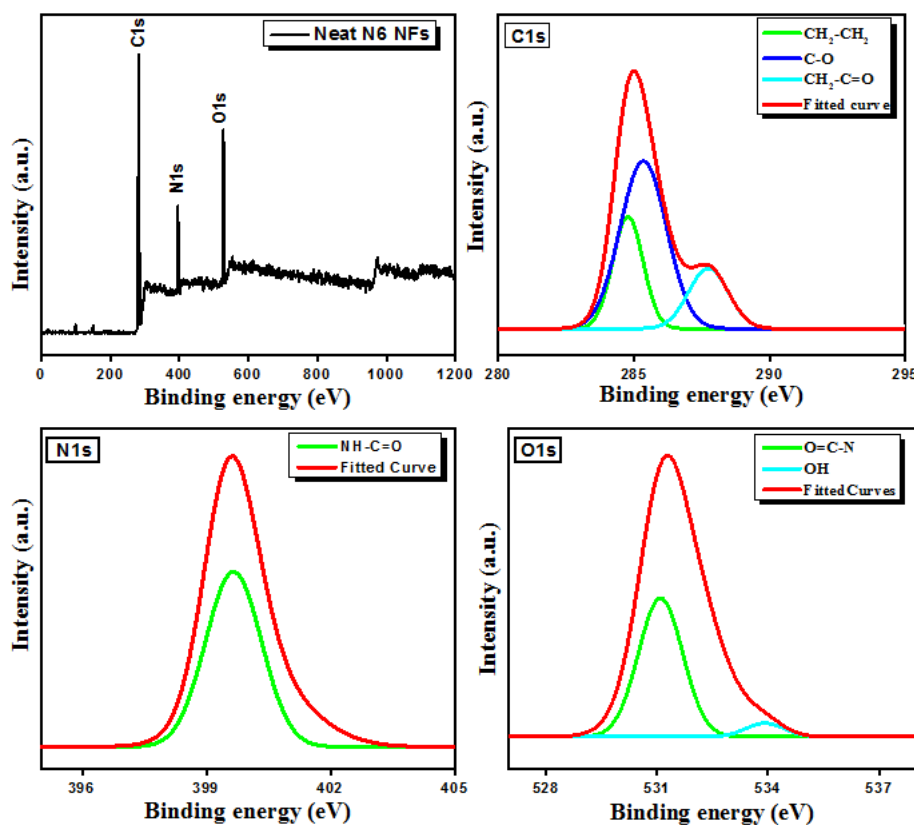 Neat N6 NFs
C1s
N1s
O1s
Intensity (a.u.)
0 200 400 600 800 1000 1200
Binding energy (eV)
C1s
CH₂-CH₂
C-O
CH₂-C=O
Fitted curve
Intensity (a.u.)
280 285 290 295
Binding energy (eV)
N1s
NH-C=O
Fitted Curve
Intensity (a.u.)
396 399 402 405
Binding energy (eV)
O1s
O=C-N
OH
Fitted Curves
Intensity (a.u.)
528 531 534 537
Binding energy (eV)